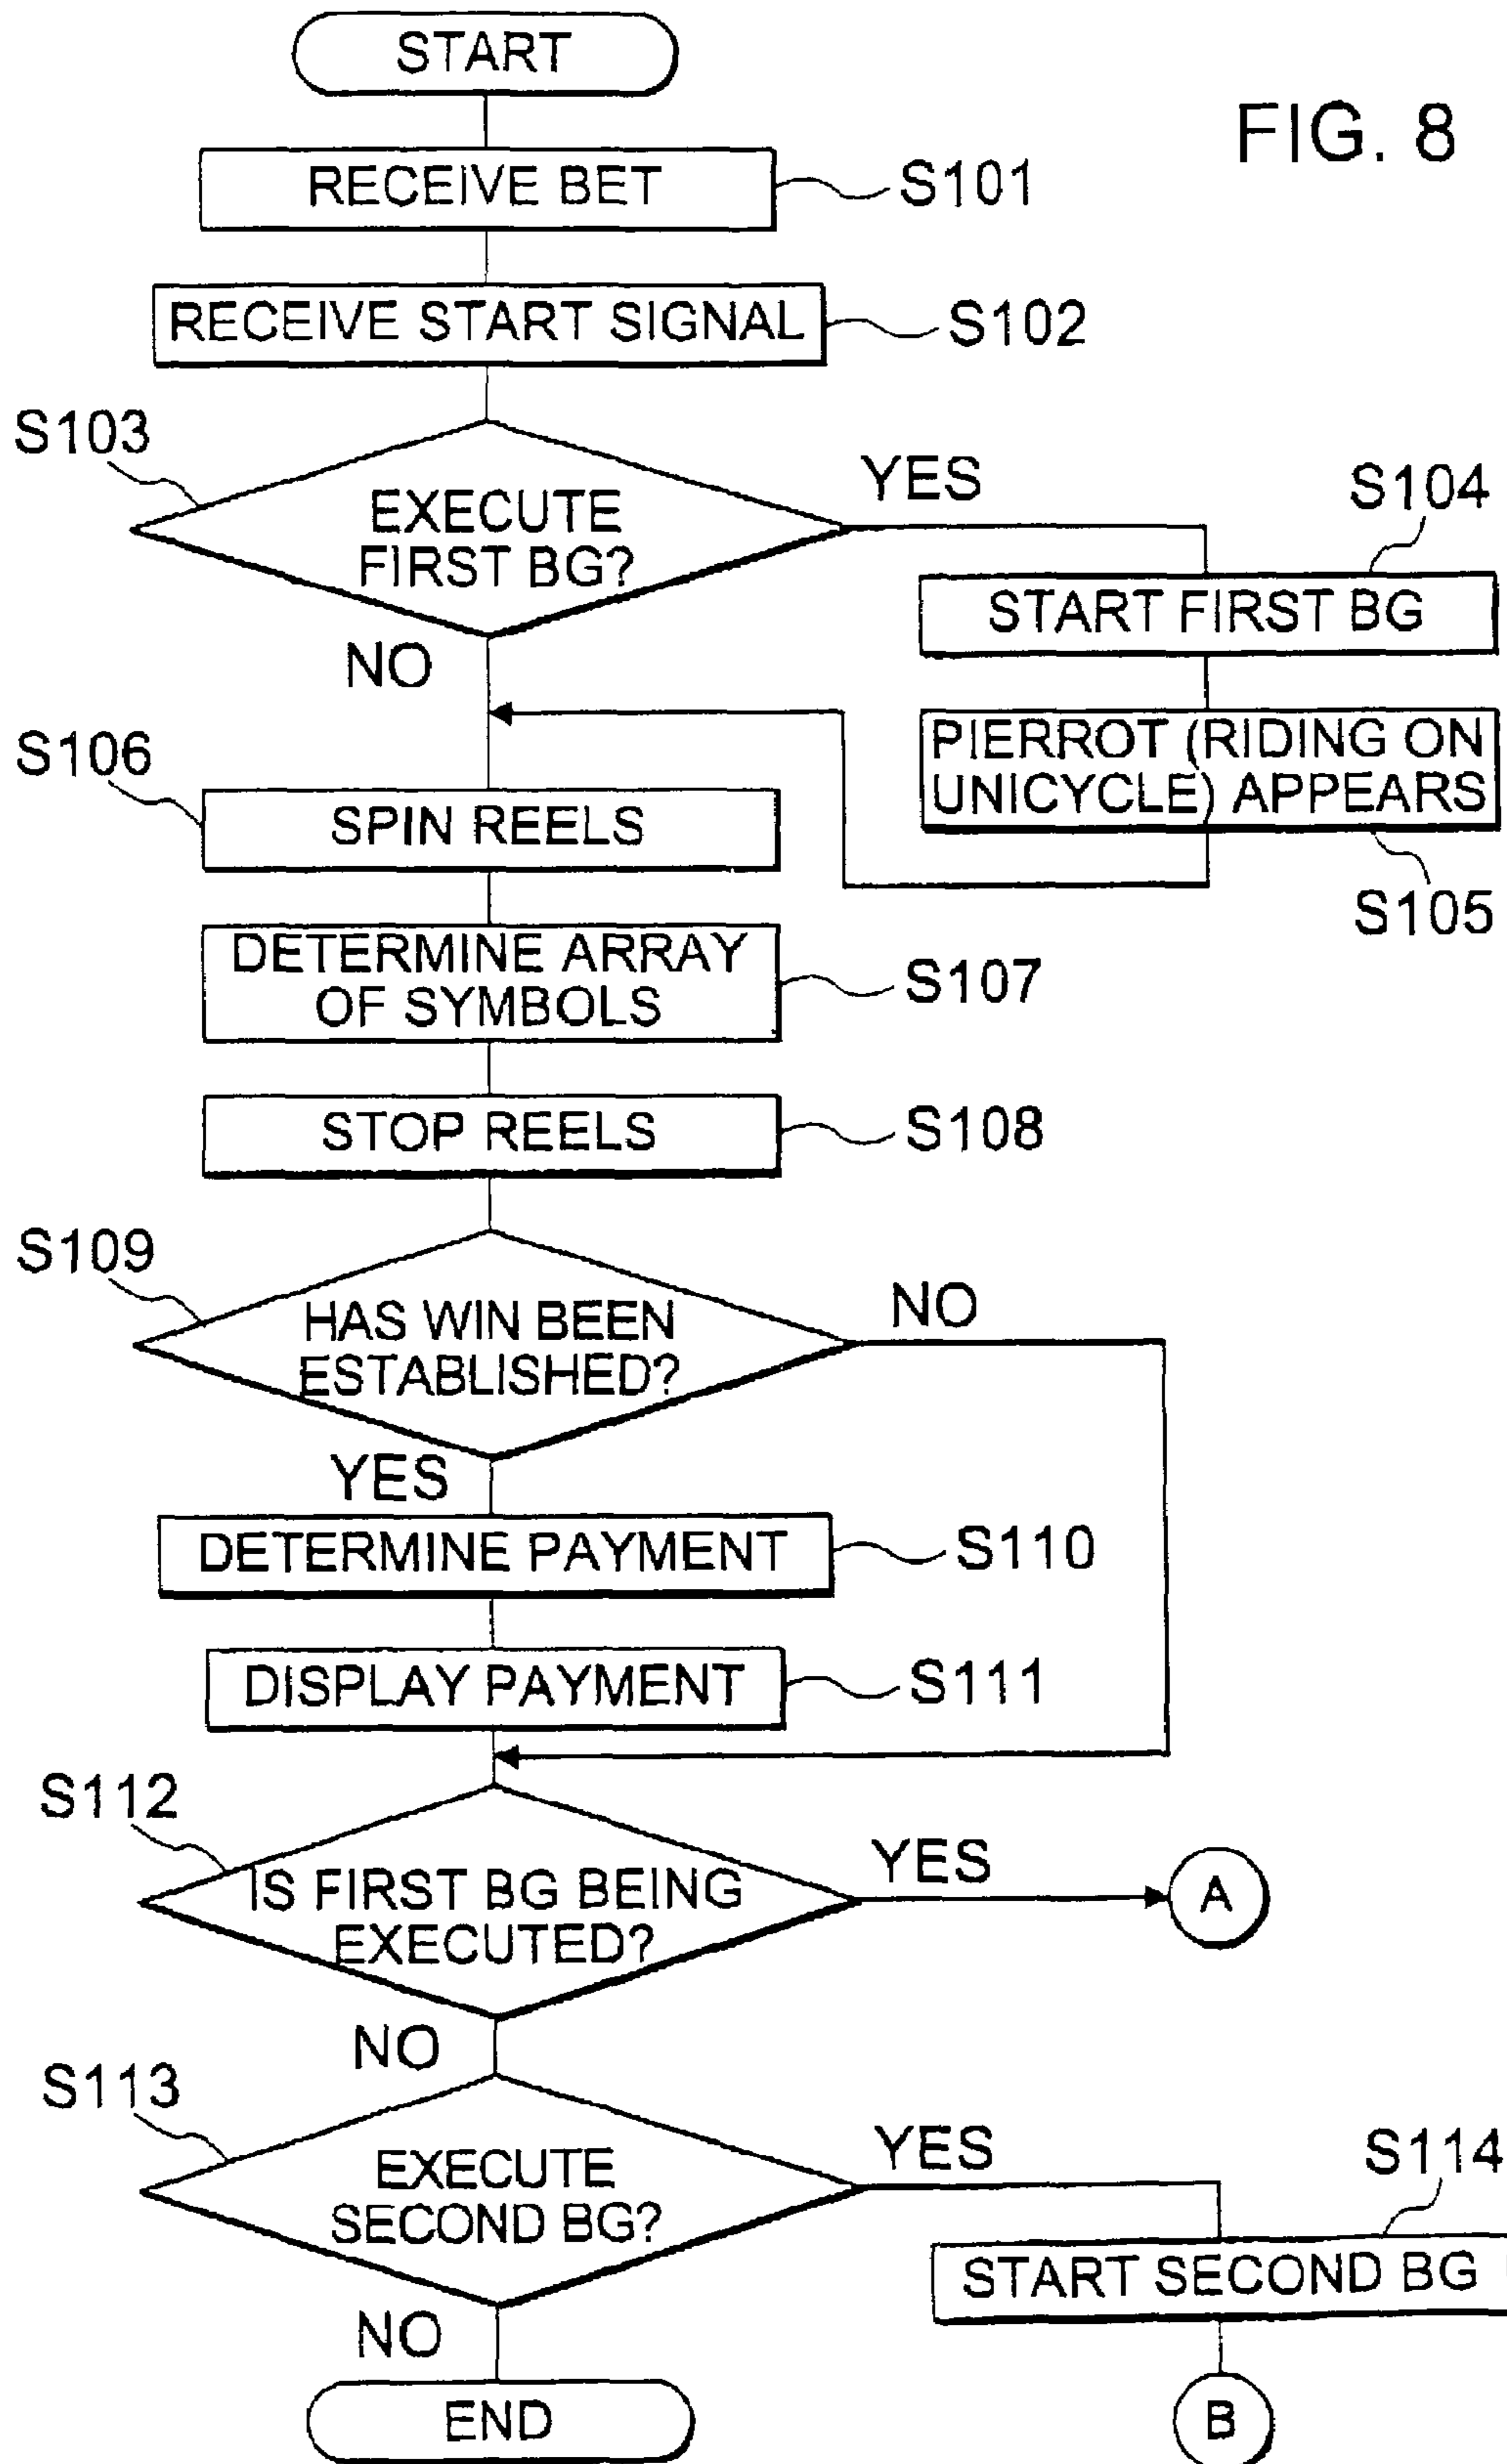 START
FIG. 8
RECEIVE BET
S101
RECEIVE START SIGNAL
S102
S103
EXECUTE
FIRST BG?
YES
NO
S104
START FIRST BG
PIERROT (RIDING ON
UNICYCLE) APPEARS
S105
S106
SPIN REELS
DETERMINE ARRAY
OF SYMBOLS
S107
STOP REELS
S108
S109
HAS WIN BEEN
ESTABLISHED?
NO
YES
DETERMINE PAYMENT
S110
DISPLAY PAYMENT
S111
S112
IS FIRST BG BEING
EXECUTED?
YES
A
NO
S113
EXECUTE
SECOND BG?
YES
S114
START SECOND BG
NO
END
B